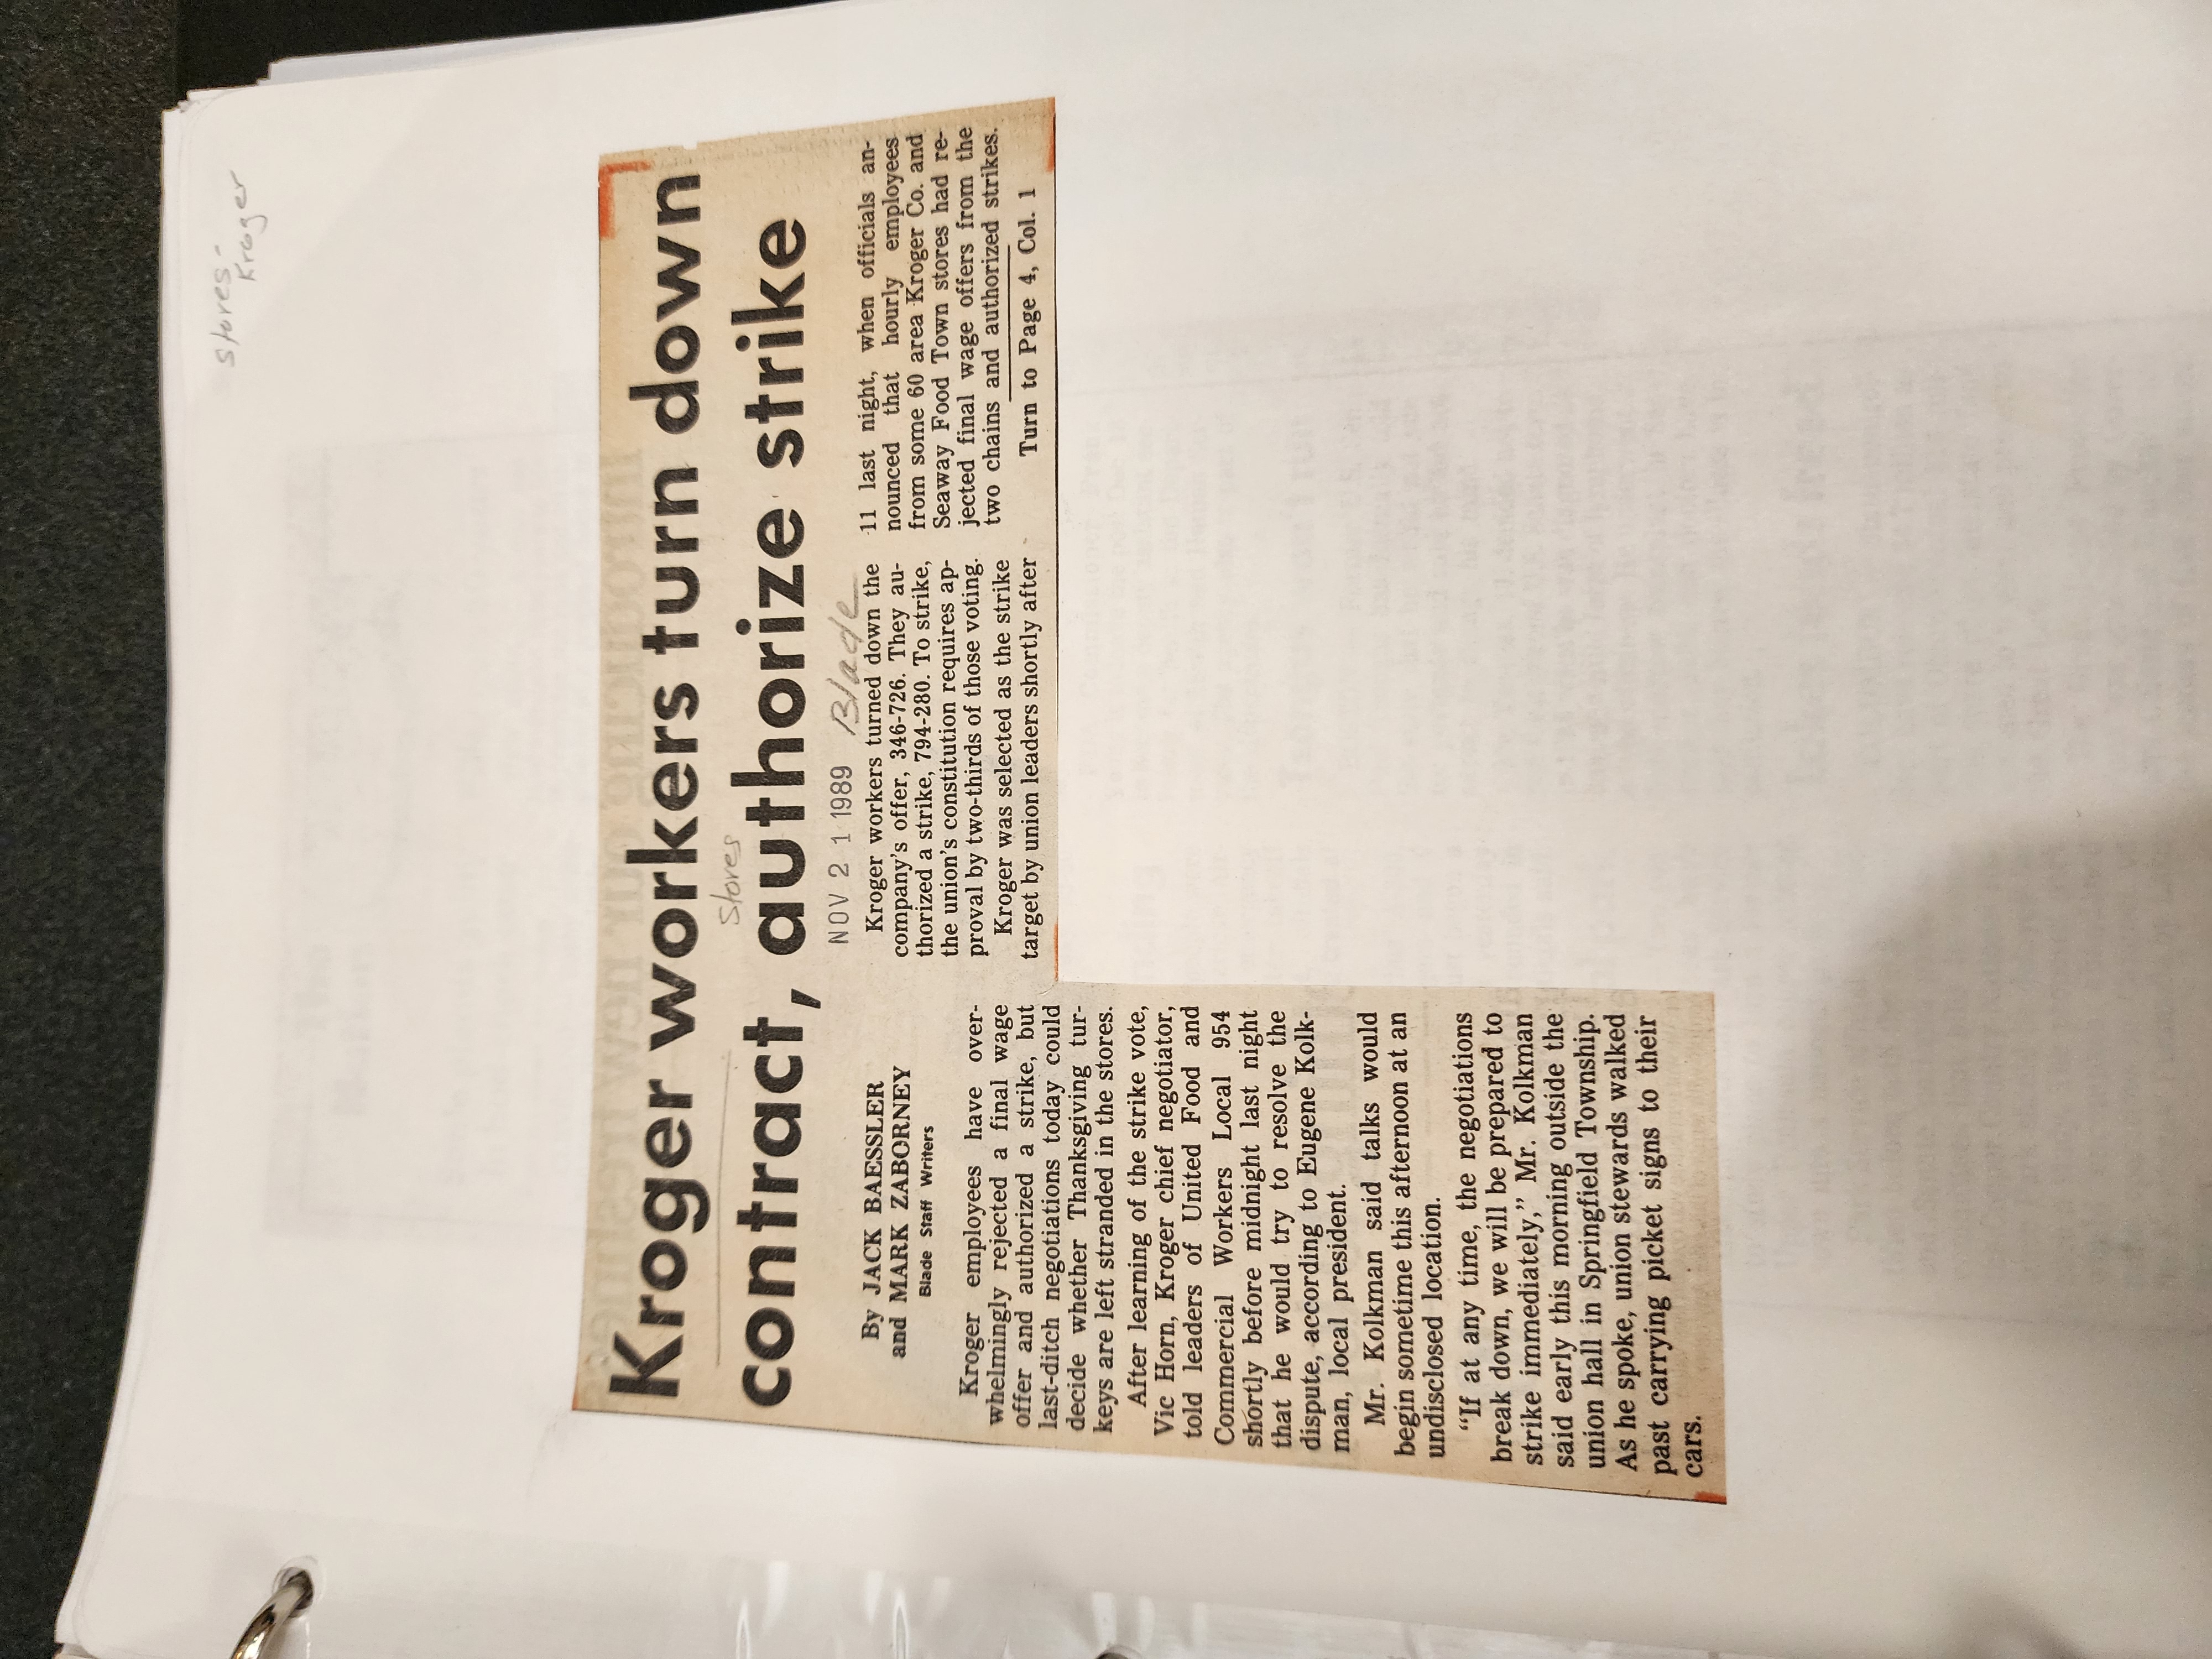 Stores-
Kroger
Kroger workers turn down
Stores
contract, authorize strike
NOV 21 1989 Blade
By JACK BAESSLER
and MARK ZABORNEY
Blade Staff Writers
Kroger employees have over-
whelmingly rejected a final wage
offer and authorized a strike, but
last-ditch negotiations today could
decide whether Thanksgiving tur-
keys are left stranded in the stores.
After learning of the strike vote,
Vic Horn, Kroger chief negotiator,
told leaders of United Food and
Commercial Workers Local 954
shortly before midnight last night
that he would try to resolve the
dispute, according to Eugene Kolk-
man, local president.
Mr. Kolkman said talks would
begin sometime this afternoon at an
undisclosed location.
“If at any time, the negotiations
break down, we will be prepared to
strike immediately,” Mr. Kolkman
said early this morning outside the
union hall in Springfield Township.
As he spoke, union stewards walked
past carrying picket signs to their
cars.
Kroger workers turned down the
company's offer, 346-726. They au-
thorized a strike, 794-280. To strike,
the union's constitution requires ap-
proval by two-thirds of those voting.
Kroger was selected as the strike
target by union leaders shortly after
11 last night, when officials an-
nounced that hourly employees
from some 60 area Kroger Co. and
Seaway Food Town stores had re-
jected final wage offers from the
two chains and authorized strikes.
Turn to Page 4, Col. 1